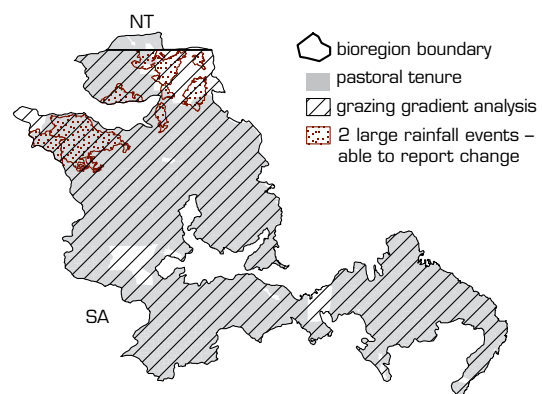 NT
bioregion boundary
pastoral tenure
grazing gradient analysis
2 large rainfall events –
able to report change
SA